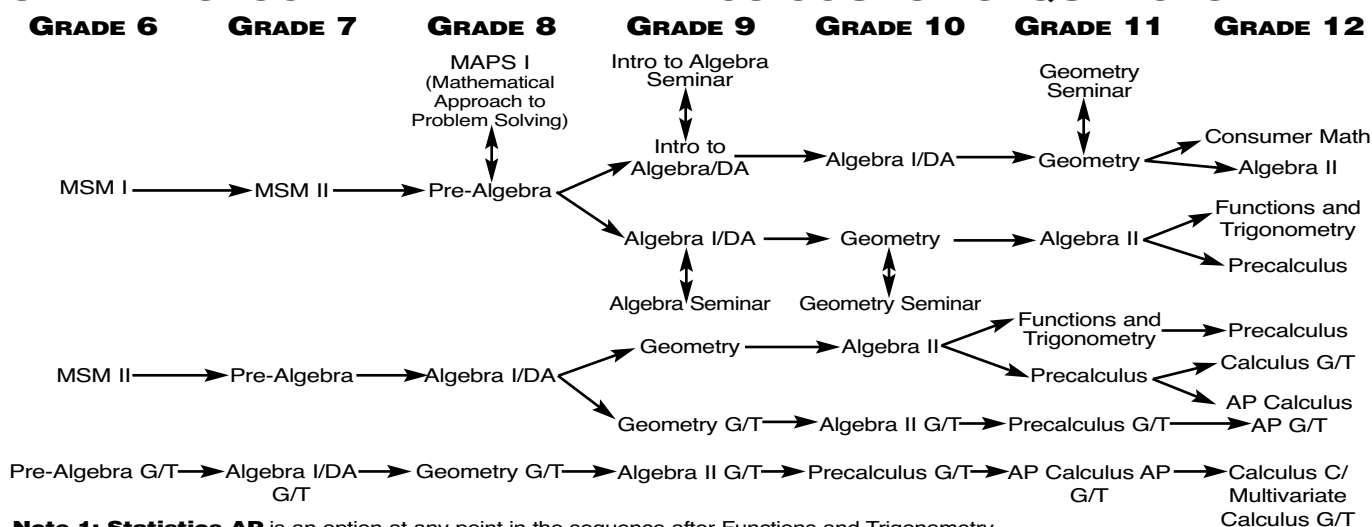 GRADE 6 GRADE 7 GRADE 8 GRADE 9 GRADE 10 GRADE 11 GRADE 12
MAPS I
(Mathematical
Approach to
Problem Solving)
Intro to Algebra
Seminar
Geometry
Seminar
MSM I
MSM II
Pre-Algebra
Intro to
Algebra/DA
Algebra I/DA
Geometry
Consumer Math
Algebra II
Algebra I/DA
Geometry
Algebra II
Functions and
Trigonometry
Precalculus
Algebra Seminar
Geometry Seminar
MSM II
Pre-Algebra
Algebra I/DA
Geometry
Algebra II
Functions and
Trigonometry
Precalculus
Precalculus
Calculus G/T
AP Calculus
AP G/T
Geometry G/T
Algebra II G/T
Precalculus G/T
Pre-Algebra G/T
Algebra I/DA
G/T
Geometry G/T
Algebra II G/T
Precalculus G/T
AP Calculus AP
G/T
Calculus C/
Multivariate
Calculus G/T
Note 1: Statistics AP is an option at any point in the sequence after Functions and Trigonometry